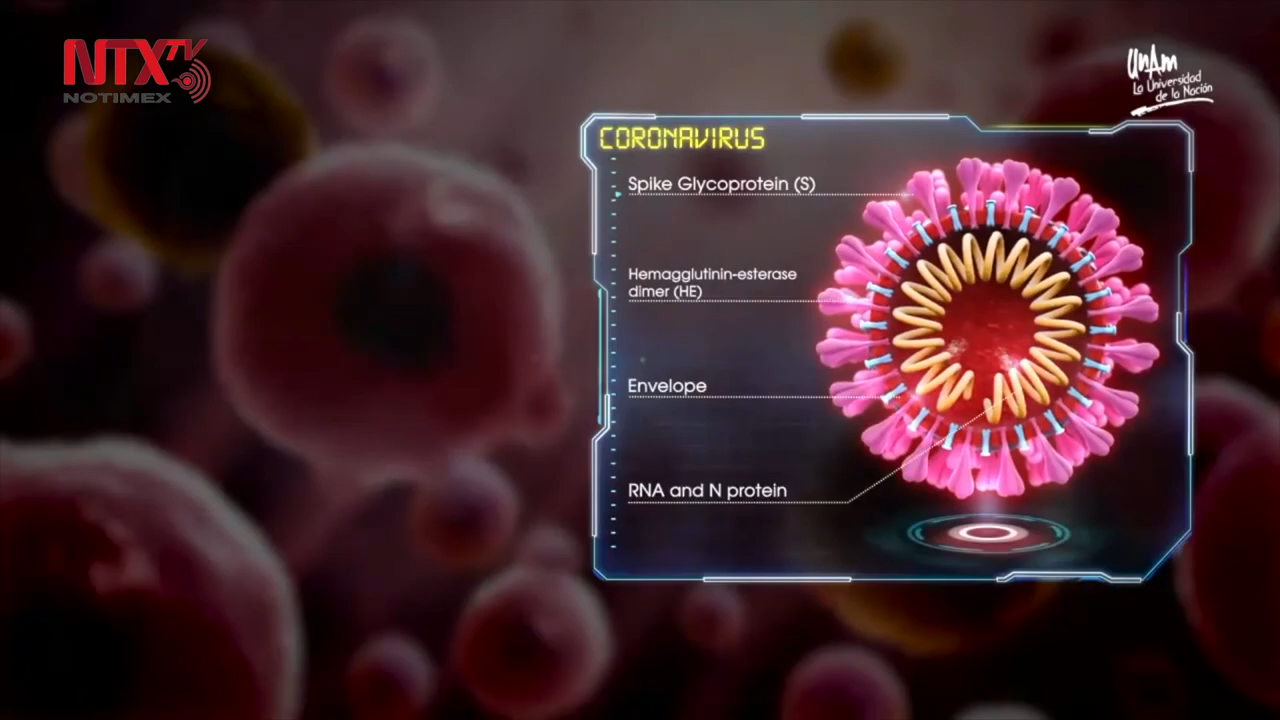 NTX TV
NOTIMEX
UnAm
La Universidad
de la Nación
CORONAVIRUS
Spike Glycoprotein (S)
Hemagglutinin-esterase
dimer (HE)
Envelope
RNA and N protein